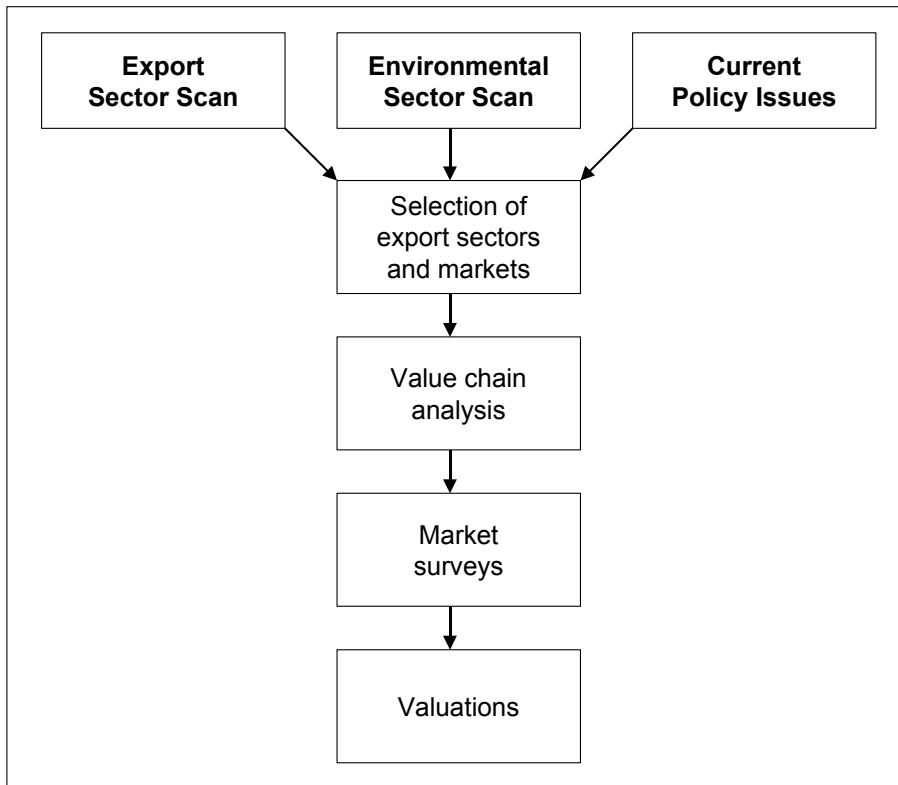 Export
Sector Scan
Environmental
Sector Scan
Current
Policy Issues
Selection of
export sectors
and markets
Value chain
analysis
Market
surveys
Valuations